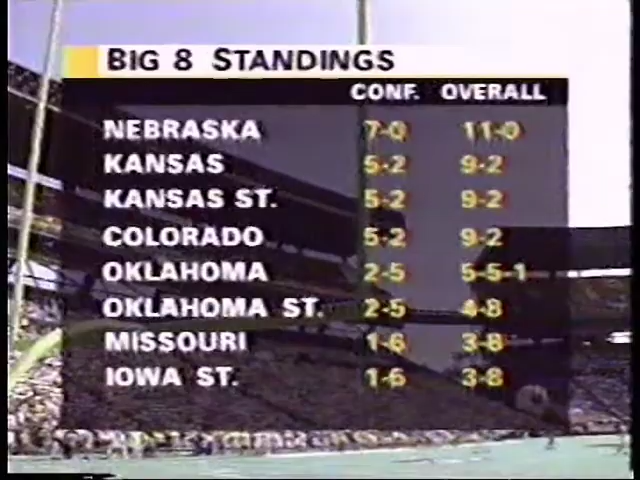 BIG 8 STANDINGS
CONF. OVERALL
NEBRASKA 7-0 11-0
KANSAS 5-2 9-2
KANSAS ST. 5-2 9-2
COLORADO 5-2 9-2
OKLAHOMA 2-5 5-5-1
OKLAHOMA ST. 2-5 4-8
MISSOURI 1-6 3-8
IOWA ST. 1-6 3-8